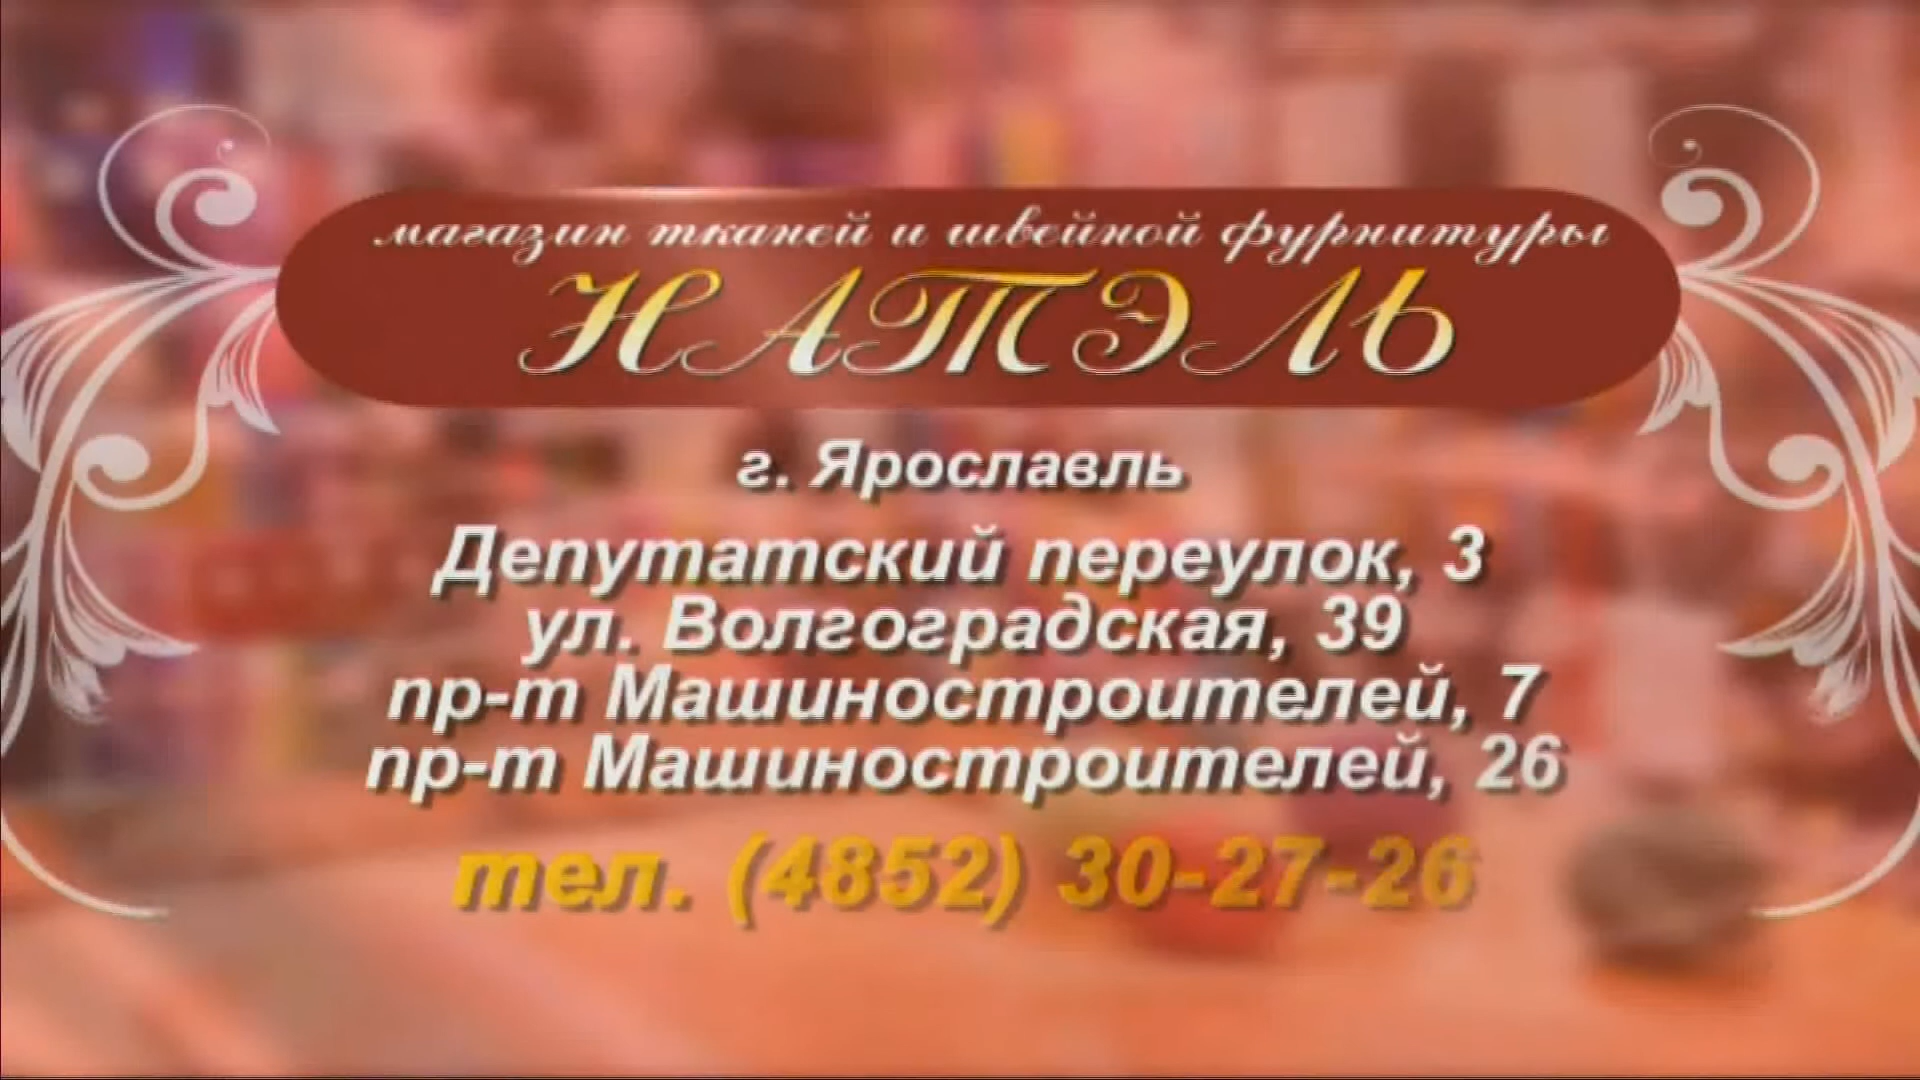 магазин тканей и швейной фурнитуры
НАТЭЛЬ
г. Ярославль
Депутатский переулок, 3
ул. Волгоградская, 39
пр-т Машиностроителей, 7
пр-т Машиностроителей, 26
тел. (4852) 30-27-26